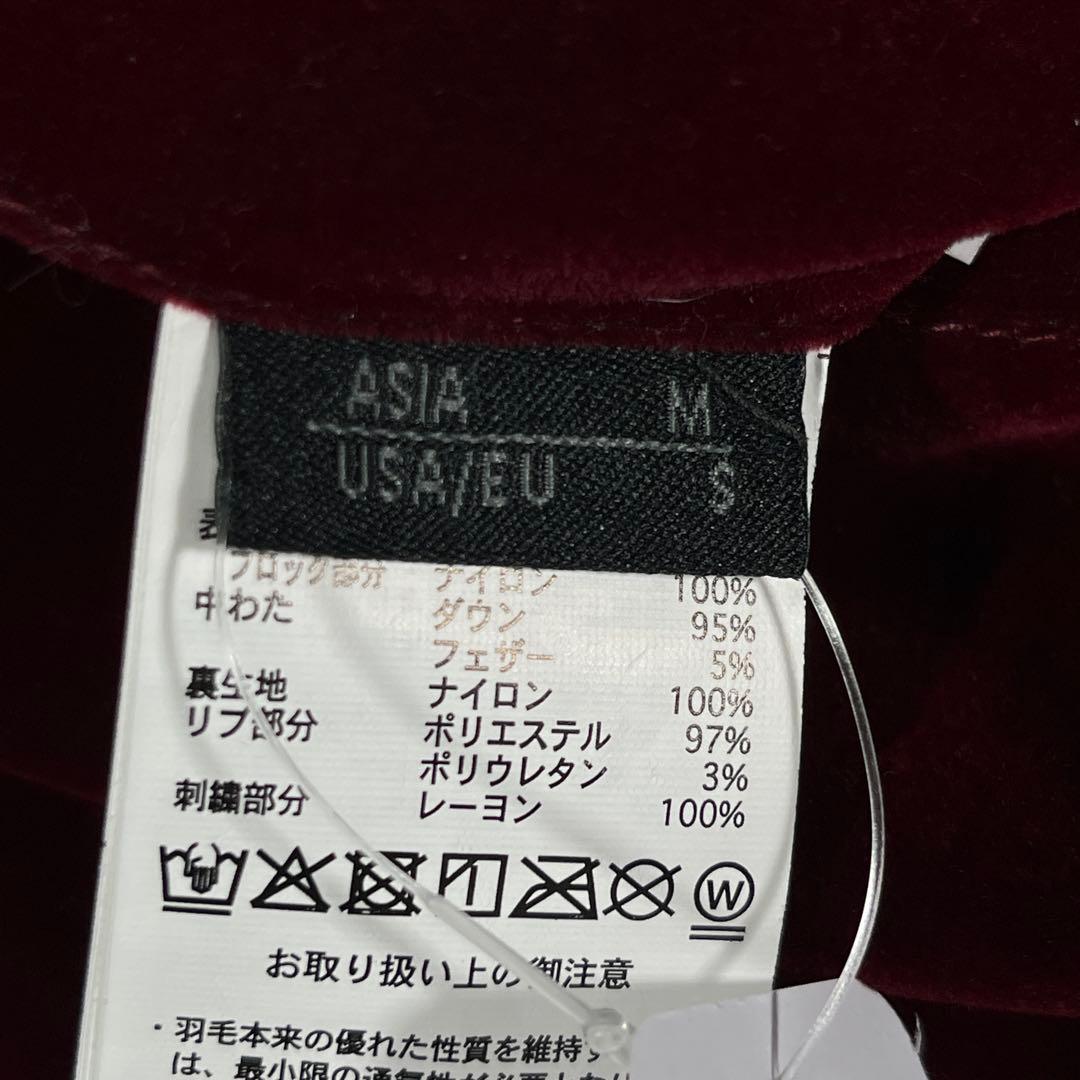 ASIA M
USA/EU S
ブロック部分 ナイロン 100%
中わた ダウン 95%
フェザー 5%
裏生地 ナイロン 100%
リブ部分 ポリエステル 97%
ポリウレタン 3%
刺繍部分 レーヨン 100%
W
お取り扱い上の御注意
・羽毛本来の優れた性質を維持す
は、最小限の通気性が必要となり